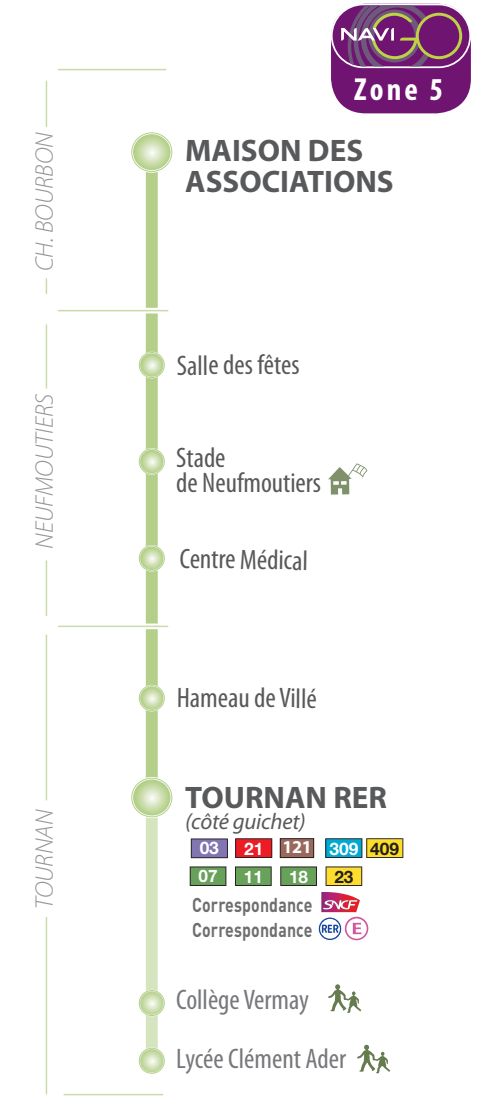 NAVIGO
Zone 5
CH. BOURBON
MAISON DES
ASSOCIATIONS
NEUFMOUTIERS
Salle des fêtes
Stade
de Neufmoutiers
Centre Médical
TOURNAN
Hameau de Villé
TOURNAN RER
(côté guichet)
03 21 121 309 409
07 11 18 23
Correspondance SNCF
Correspondance RER E
Collège Vermay
Lycée Clément Ader